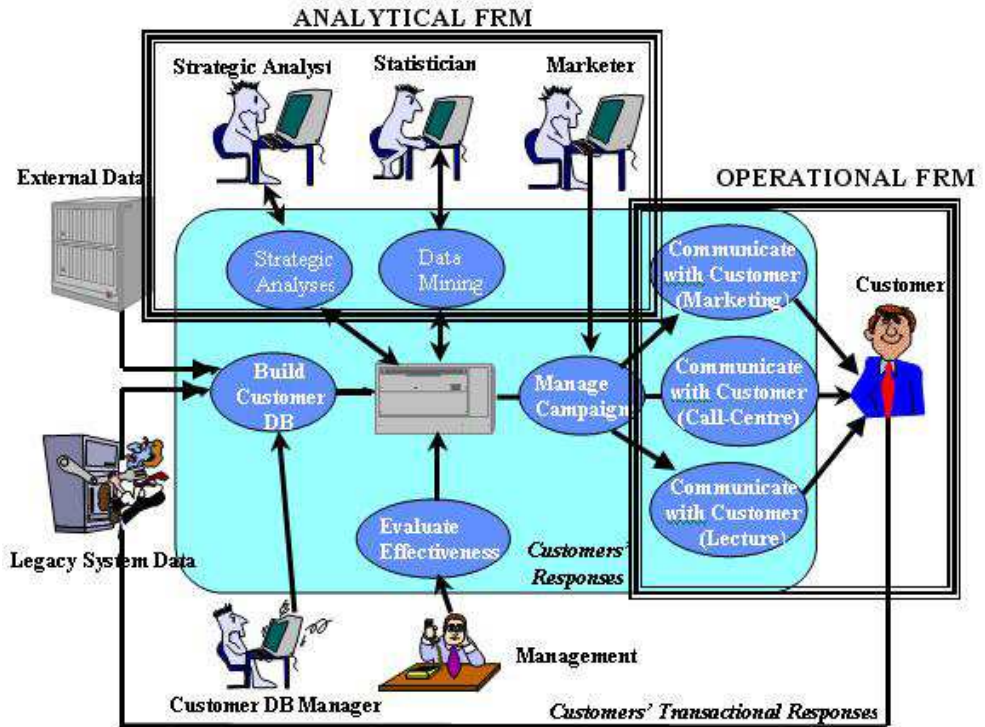 ANALYTICAL FRM
Strategic Analyst
Statistician
Marketer
External Data
OPERATIONAL FRM
Strategic
Analyses
Data
Mining
Communicate
with Customer
(Marketing)
Customer
Build
Customer
DB
Manage
Campaign
Communicate
with Customer
(Call-Centre)
Communicate
with Customer
(Lecture)
Evaluate
Effectiveness
Customers'
Responses
Legacy System Data
Management
Customer DB Manager
Customers' Transactional Responses